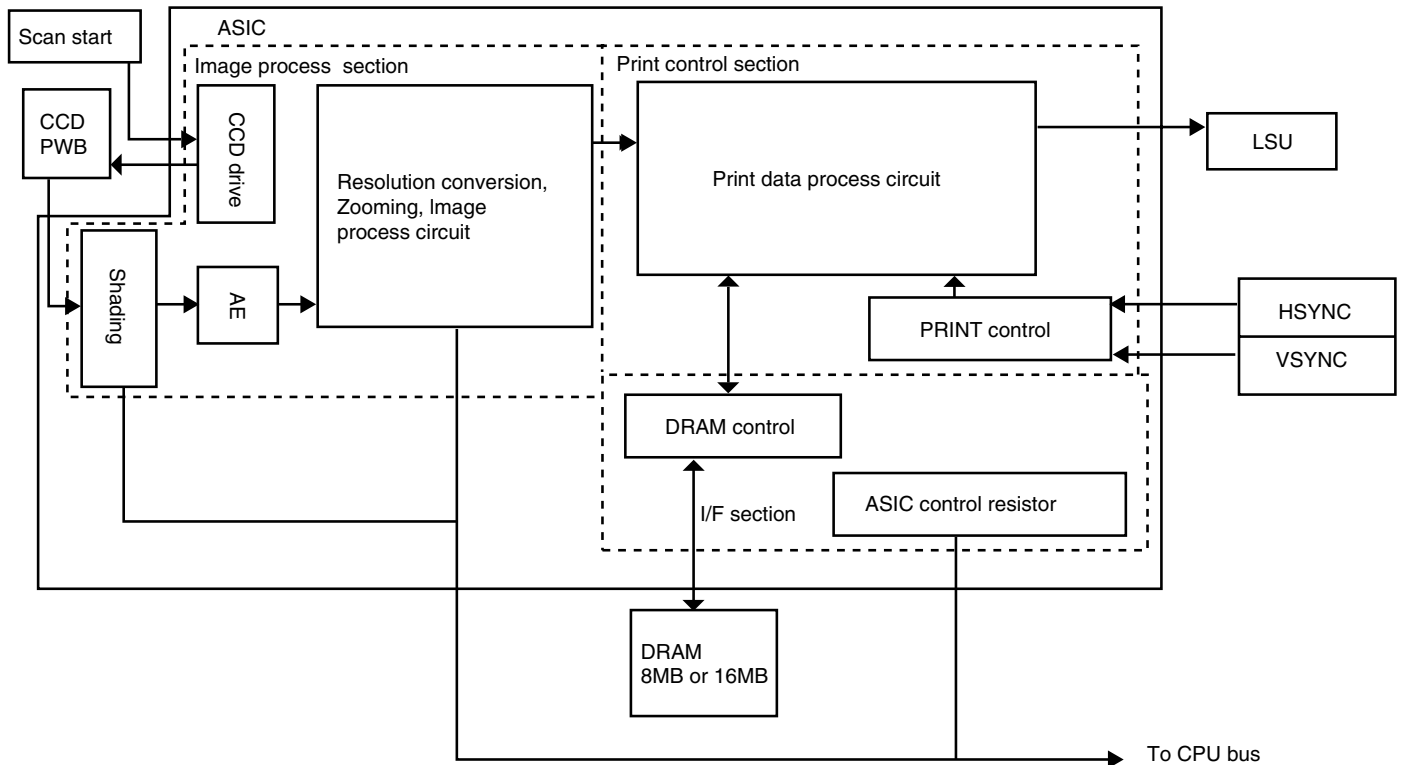 Scan start
ASIC
Image process section
Print control section
CCD
PWB
CCD drive
Resolution conversion,
Zooming, Image
process circuit
Print data process circuit
LSU
Shading
AE
PRINT control
HSYNC
VSYNC
DRAM control
I/F section
ASIC control resistor
DRAM
8MB or 16MB
To CPU bus